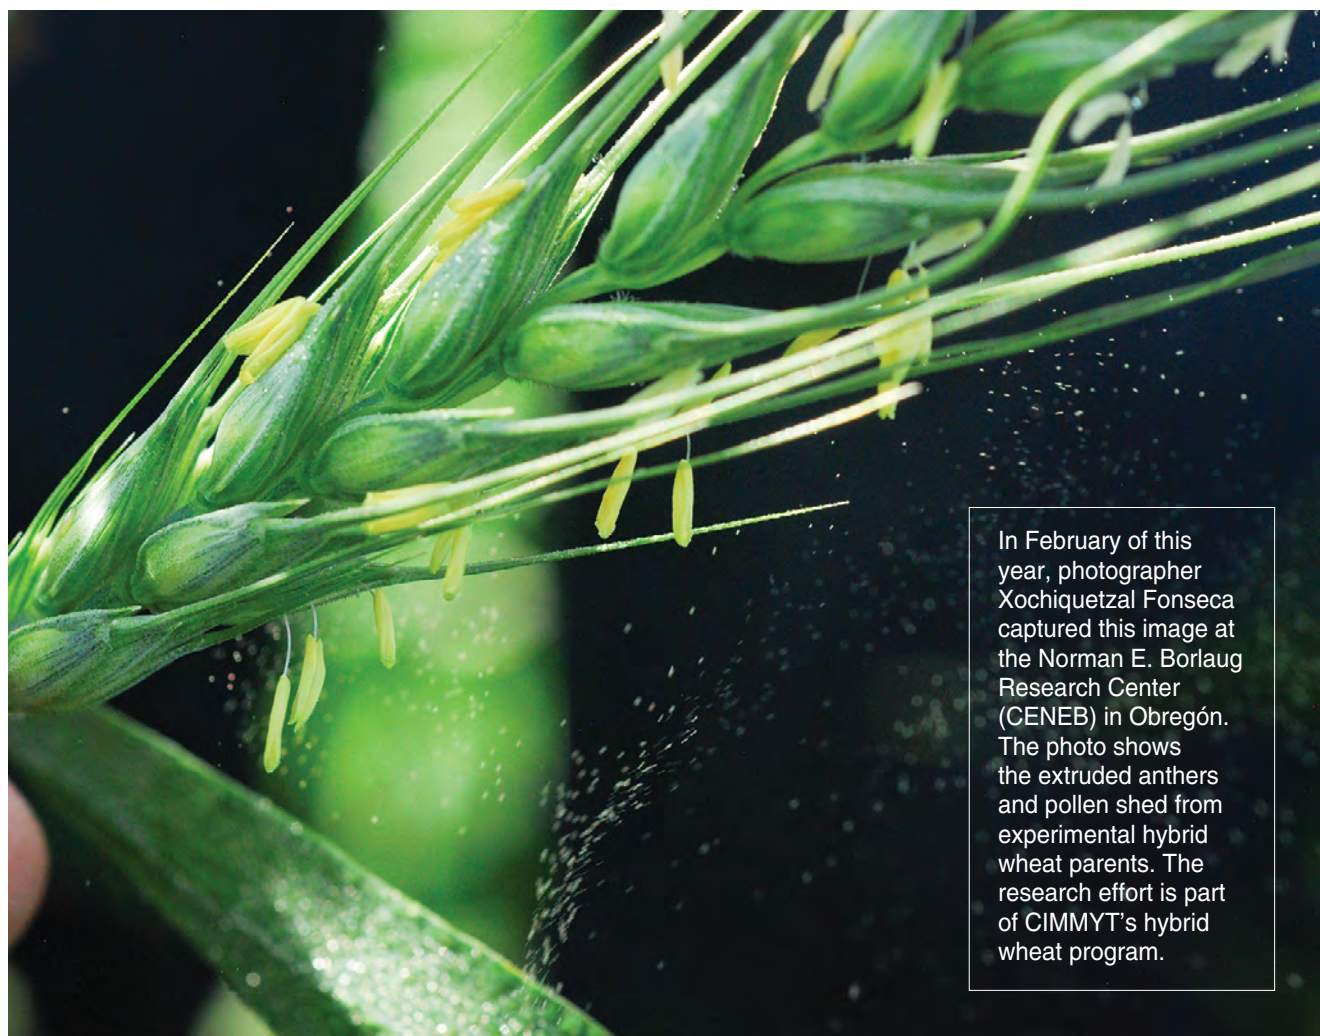 In February of this
year, photographer
Xochiquetzal Fonseca
captured this image at
the Norman E. Borlaug
Research Center
(CENEB) in Obregón.
The photo shows
the extruded anthers
and pollen shed from
experimental hybrid
wheat parents. The
research effort is part
of CIMMYT’s hybrid
wheat program.